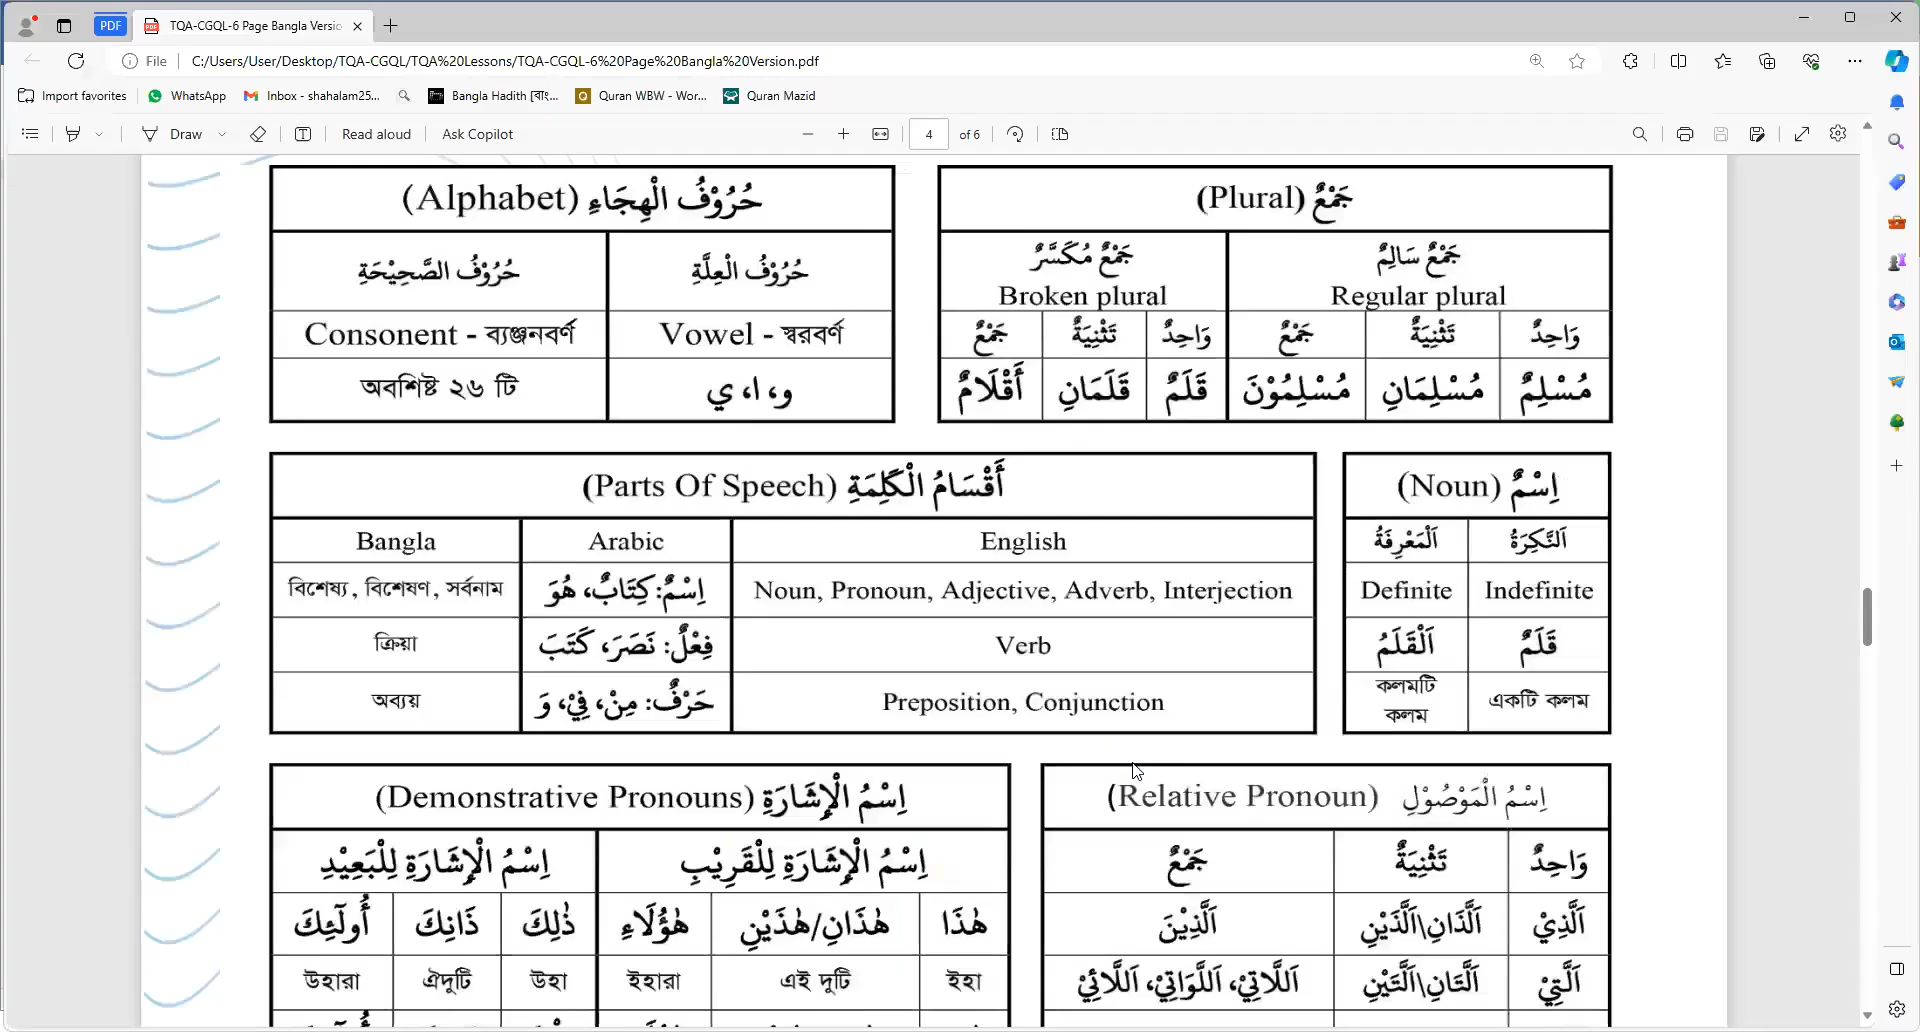 PDF
TQA-CGQL-6 Page Bangla Versio
File
C:/Users/User/Desktop/TQA-CGQL/TQA%20Lessons/TQA-CGQL-6%20Page%20Bangla%20Version.pdf
Import favorites
WhatsApp
Inbox - shahalam25...
Bangla Hadith [বাং...
Quran WBW - Wor...
Quran Mazid
Draw
Read aloud
Ask Copilot
4 of 6
(Alphabet) حُرُوْفُ الْهِجَاءِ
حُرُوْفُ الصَّحِيْحَةِ
حُرُوْفُ الْعِلَّةِ
Consonent - ব্যঞ্জনবর্ণ
Vowel - স্বরবর্ণ
অবশিষ্ট ২৬ টি
و، ا، ي
(Plural) جَمْعٌ
جَمْعٌ مُكَسَّرٌ
Broken plural
جَمْعٌ سَالِمٌ
Regular plural
جَمْعٌ
تَثْنِيَةٌ
وَاحِدٌ
جَمْعٌ
تَثْنِيَةٌ
وَاحِدٌ
أَقْلَامٌ
قَلَمَانِ
قَلَمٌ
مُسْلِمُوْنَ
مُسْلِمَانِ
مُسْلِمٌ
(Parts Of Speech) أَقْسَامُ الْكَلِمَةِ
Bangla
Arabic
English
বিশেষ্য, বিশেষণ, সর্বনাম
اِسْمٌ: كِتَابٌ، هُوَ
Noun, Pronoun, Adjective, Adverb, Interjection
ক্রিয়া
فِعْلٌ: نَصَرَ، كَتَبَ
Verb
অব্যয়
حَرْفٌ: مِنْ، فِيْ، وَ
Preposition, Conjunction
(Noun) اِسْمٌ
اَلْمَعْرِفَةُ
اَلنَّكِرَةُ
Definite
Indefinite
اَلْقَلَمُ
قَلَمٌ
কলমটি
কলম
একটি কলম
(Demonstrative Pronouns) اِسْمُ الْإِشَارَةِ
اِسْمُ الْإِشَارَةِ لِلْبَعِيْدِ
اِسْمُ الْإِشَارَةِ لِلْقَرِيْبِ
أُولٰٓئِكَ
ذَانِكَ
ذٰلِكَ
هٰؤُلَاءِ
هٰذَانِ/هٰذَيْنِ
هٰذَا
উহারা
ঐদুটি
উহা
ইহারা
এই দুটি
ইহা
(Relative Pronoun) اِسْمُ الْمَوْصُوْلِ
جَمْعٌ
تَثْنِيَةٌ
وَاحِدٌ
اَلَّذِيْنَ
اَلَّذَانِ\اَلَّذَيْنِ
اَلَّذِيْ
اَللَّاتِيْ، اَللَّوَاتِيْ، اَللَّائِيْ
اَلَّتَانِ\اَلَّتَيْنِ
اَلَّتِيْ